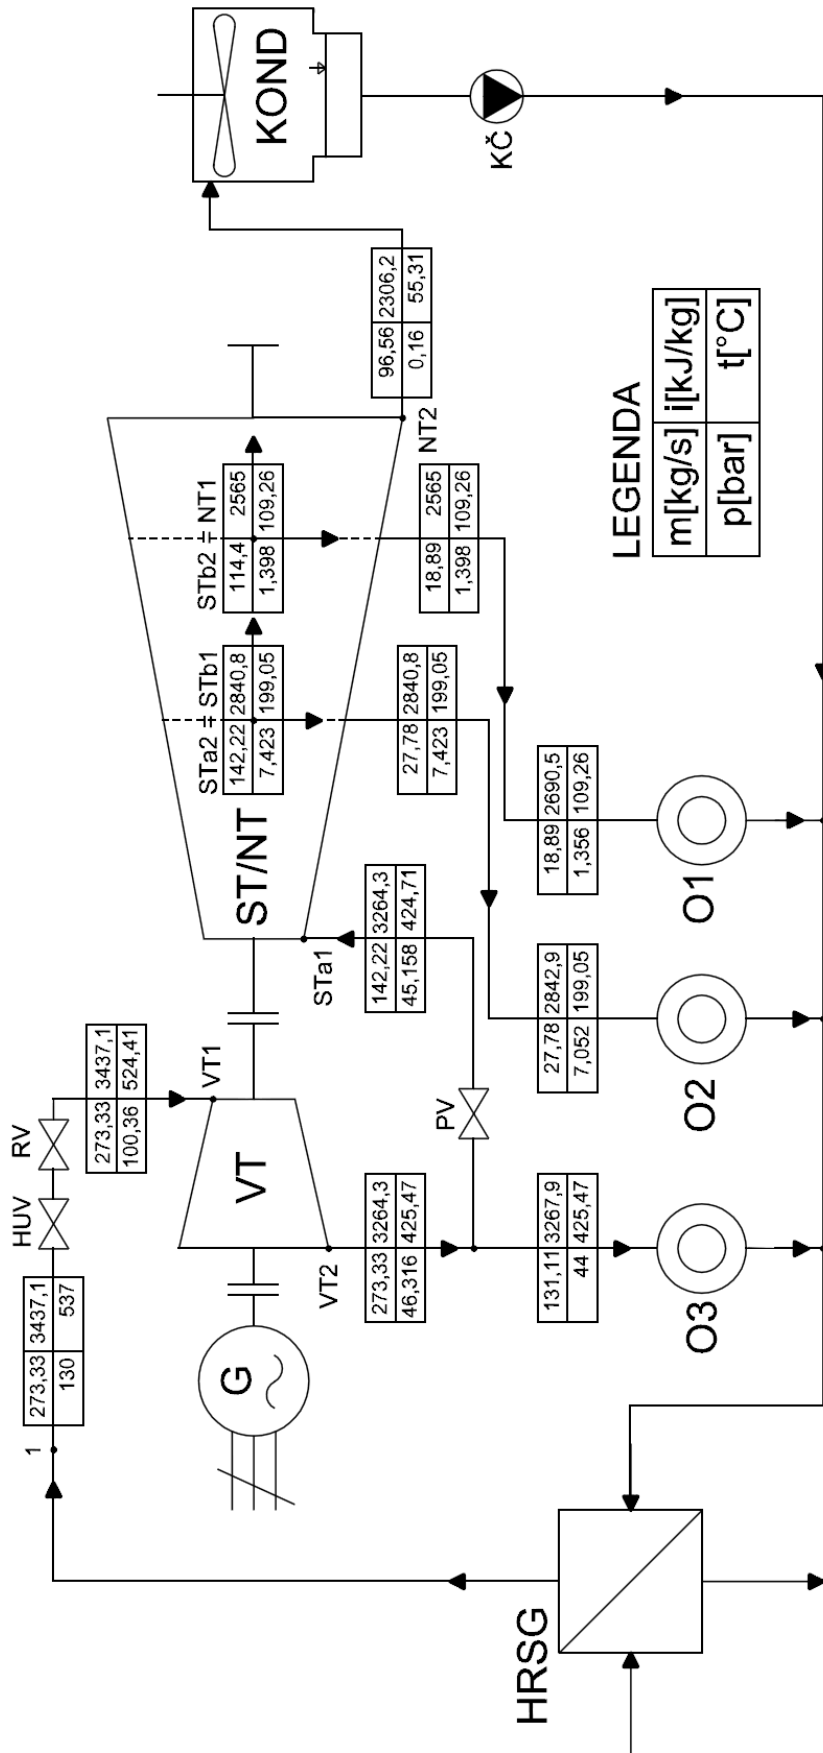 1
273,33 3437,1
130 537
HUV
RV
273,33 3437,1
100,36 524,41
VT1
G
VT
VT2
273,33 3264,3
46,316 425,47
PV
142,22 3264,3
45,158 424,71
STa1
ST/NT
STa2 = STb1
142,22 2840,8
7,423 199,05
STb2 = NT1
114,4 2565
1,398 109,26
NT2
96,56 2306,2
0,16 55,31
KOND
KČ
27,78 2840,8
7,423 199,05
18,89 2565
1,398 109,26
131,11 3267,9
44 425,47
27,78 2842,9
7,052 199,05
18,89 2690,5
1,356 109,26
O3
O2
O1
HRSG
LEGENDA
m[kg/s] i[kJ/kg]
p[bar] t[°C]